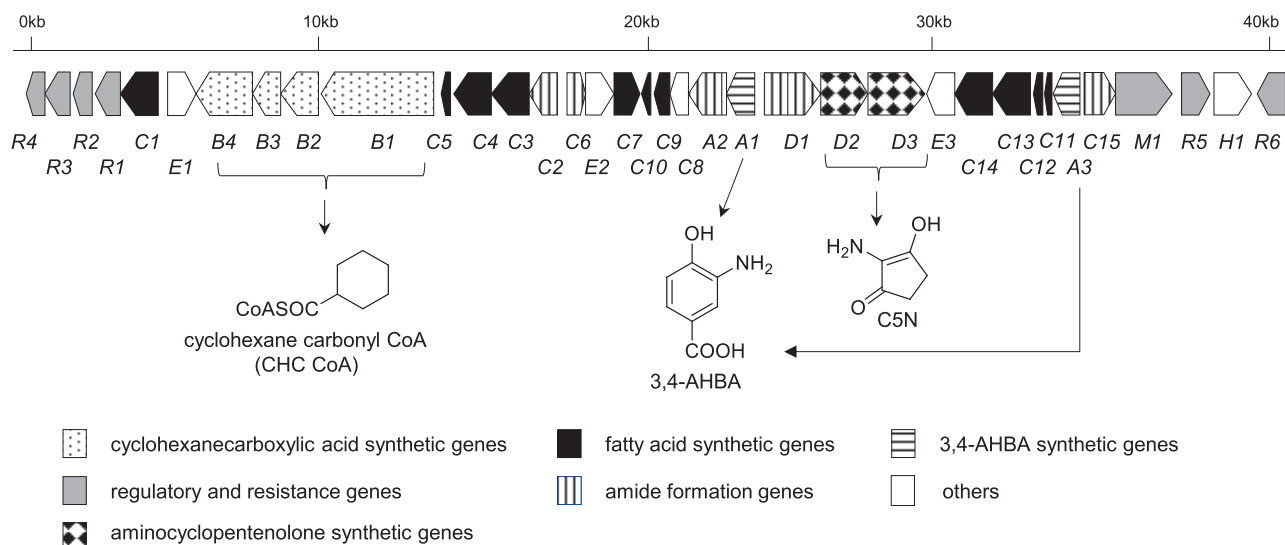 0kb 10kb 20kb 30kb 40kb
R4 R2 C1 B4 B3 B2 B1 C5 C4 C3 C6 C7 C9 A2 A1 D1 D2 D3 E3 C13 C11 C15 M1 R5 H1 R6
R3 R1 E1 C2 E2 C10 C8 C14 C12 A3
OH
H2N
OH
NH2
O
C5N
CoASOC
cyclohexane carbonyl CoA
(CHC CoA)
COOH
3,4-AHBA
cyclohexanecarboxylic acid synthetic genes
fatty acid synthetic genes
3,4-AHBA synthetic genes
regulatory and resistance genes
amide formation genes
others
aminocyclopentenolone synthetic genes